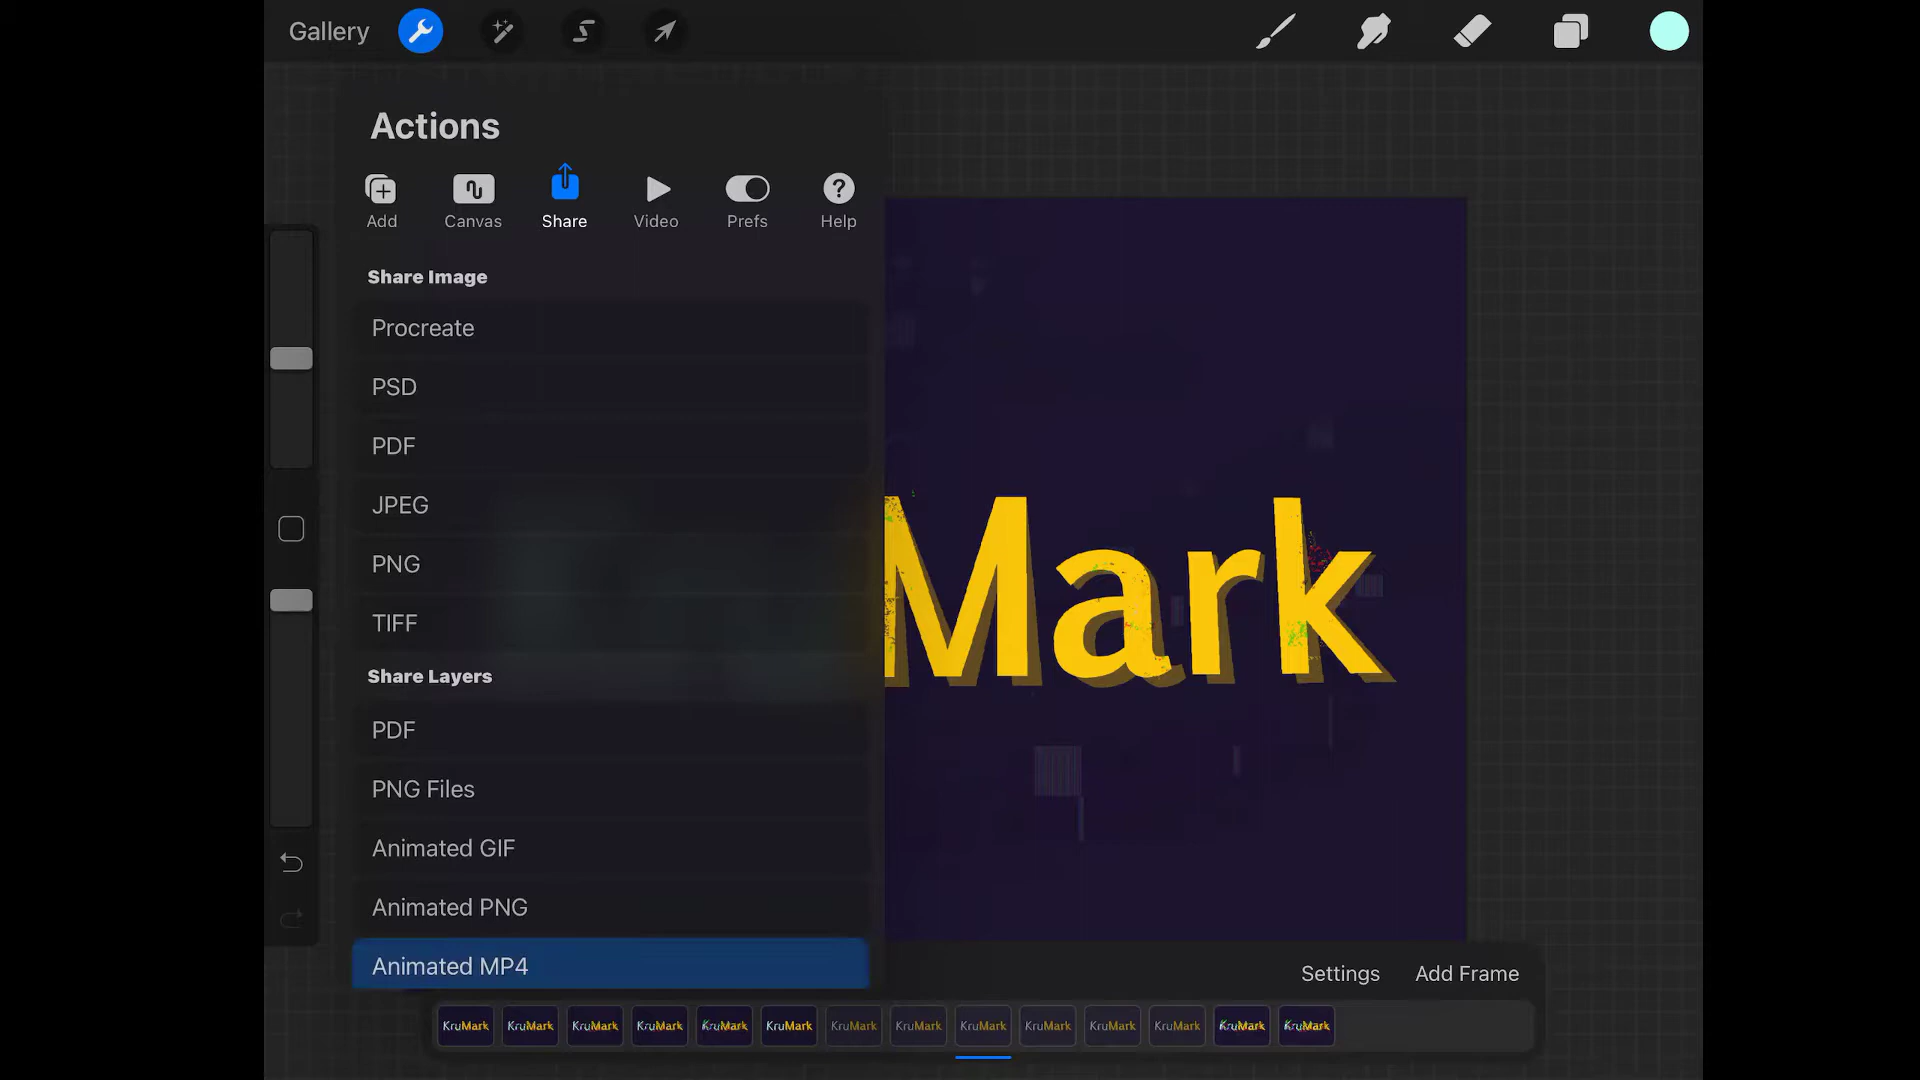 Gallery
Actions
Add Canvas Share Video Prefs Help
Share Image
Procreate
PSD
PDF
JPEG
PNG
TIFF
Share Layers
PDF
PNG Files
Animated GIF
Animated PNG
Animated MP4
Mark
Settings Add Frame
KruMark KruMark KruMark KruMark KruMark KruMark KruMark KruMark KruMark KruMark KruMark KruMark KruMark KruMark